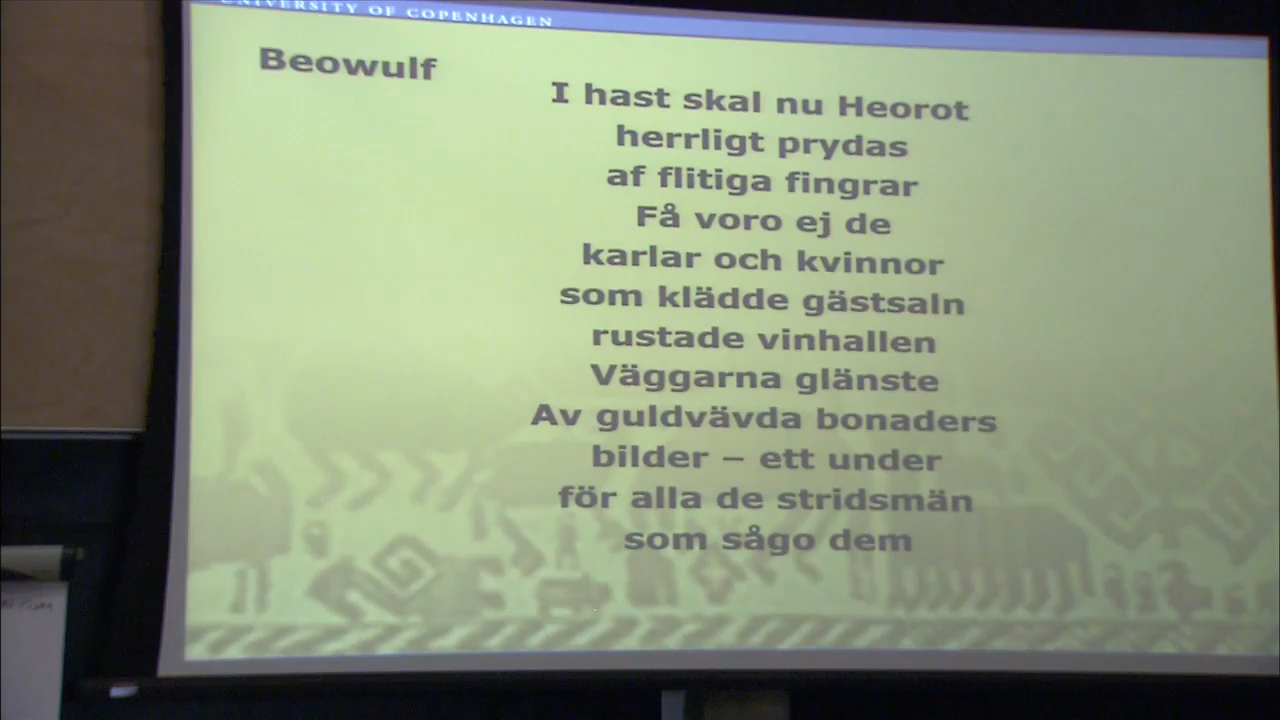 UNIVERSITY OF COPENHAGEN
Beowulf
I hast skal nu Heorot
herrligt prydas
af flitiga fingrar
Få voro ej de
karlar och kvinnor
som klädde gästsaln
rustade vinhallen
Väggarna glänste
Av guldvävda bonaders
bilder – ett under
för alla de stridsmän
som sågo dem